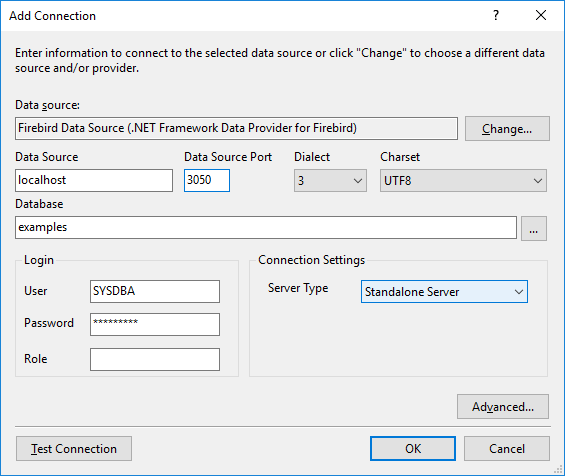 Add Connection
?
Enter information to connect to the selected data source or click "Change" to choose a different data
source and/or provider.
Data source:
Firebird Data Source (.NET Framework Data Provider for Firebird)
Change...
Data Source
Data Source Port
Dialect
Charset
localhost
3050
3
UTF8
Database
examples
...
Login
Connection Settings
User
SYSDBA
Server Type
Standalone Server
Password
*********
Role
Advanced...
Test Connection
OK
Cancel